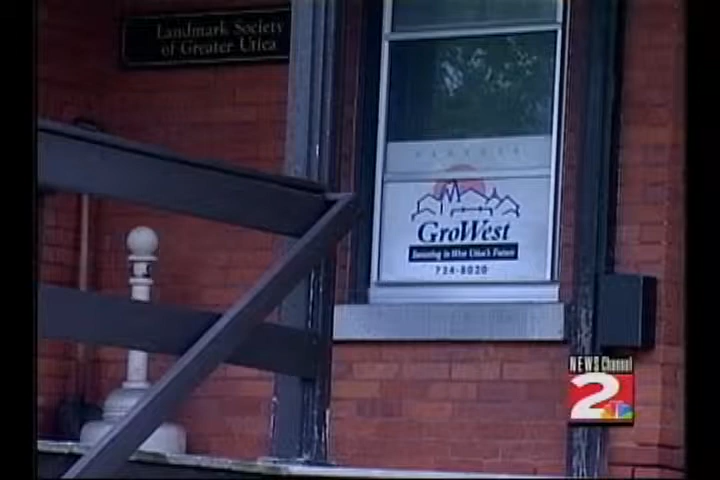 Landmark Society
of Greater Utica
GroWest
Investing in West Utica's Future
734-8020
NEWS Channel
2